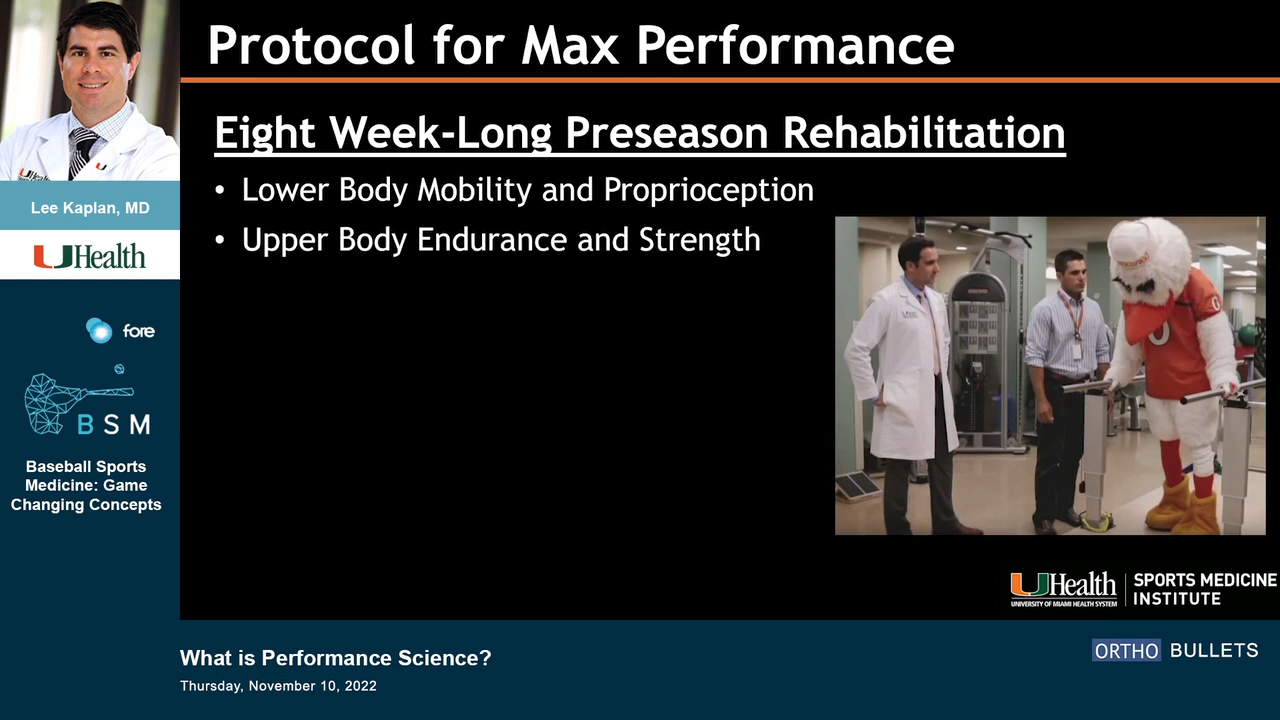 Protocol for Max Performance
Eight Week-Long Preseason Rehabilitation
• Lower Body Mobility and Proprioception
• Upper Body Endurance and Strength
UHealth
Lee Kaplan, MD
UHealth
fore
BSM
Baseball Sports
Medicine: Game
Changing Concepts
UHealth
UNIVERSITY OF MIAMI HEALTH SYSTEM
SPORTS MEDICINE
INSTITUTE
What is Performance Science?
Thursday, November 10, 2022
ORTHO BULLETS